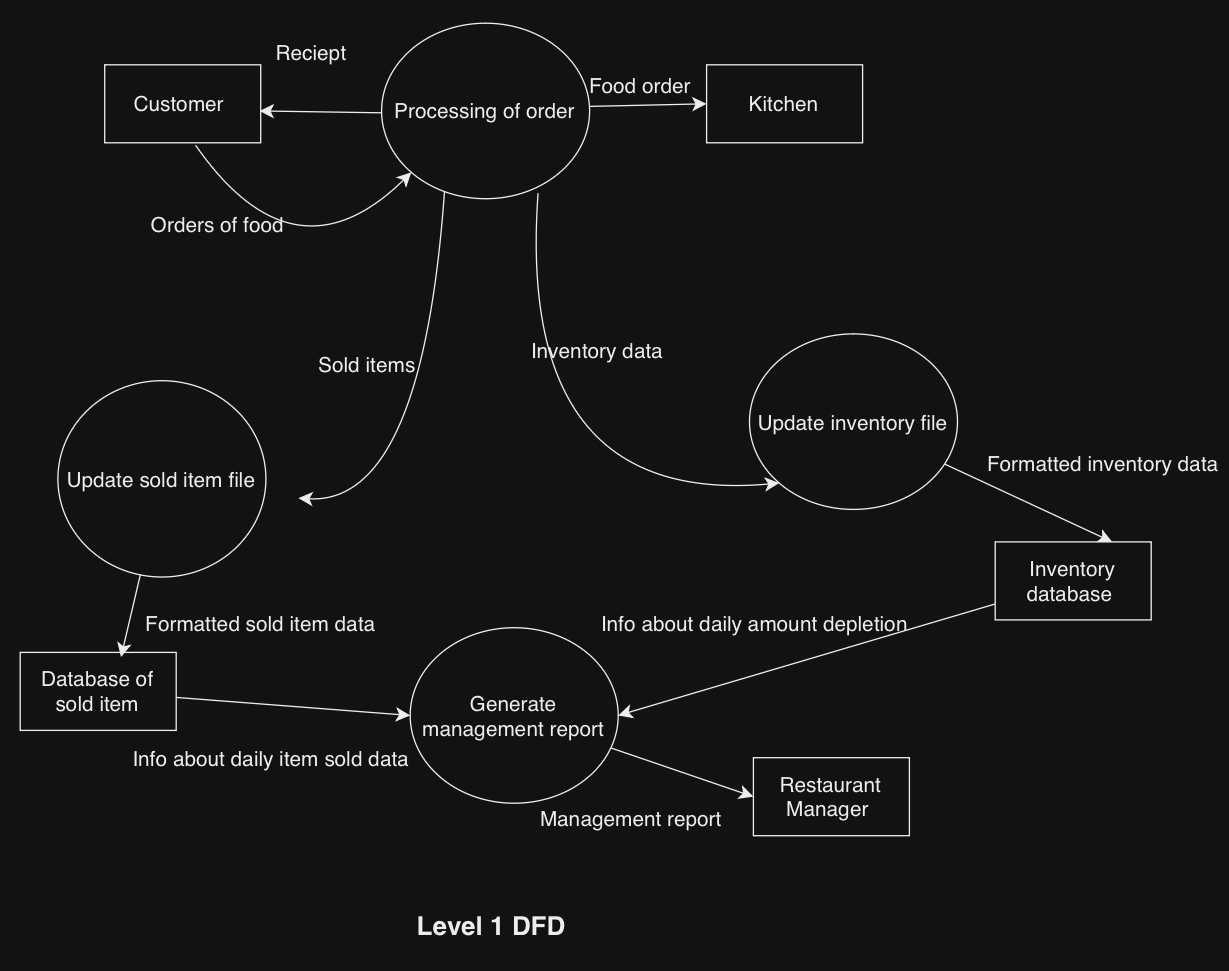 Reciept
Customer
Processing of order
Food order
Kitchen
Orders of food
Sold items
Inventory data
Update inventory file
Update sold item file
Formatted inventory data
Inventory
database
Formatted sold item data
Info about daily amount depletion
Database of
sold item
Generate
management report
Info about daily item sold data
Restaurant
Manager
Management report
Level 1 DFD